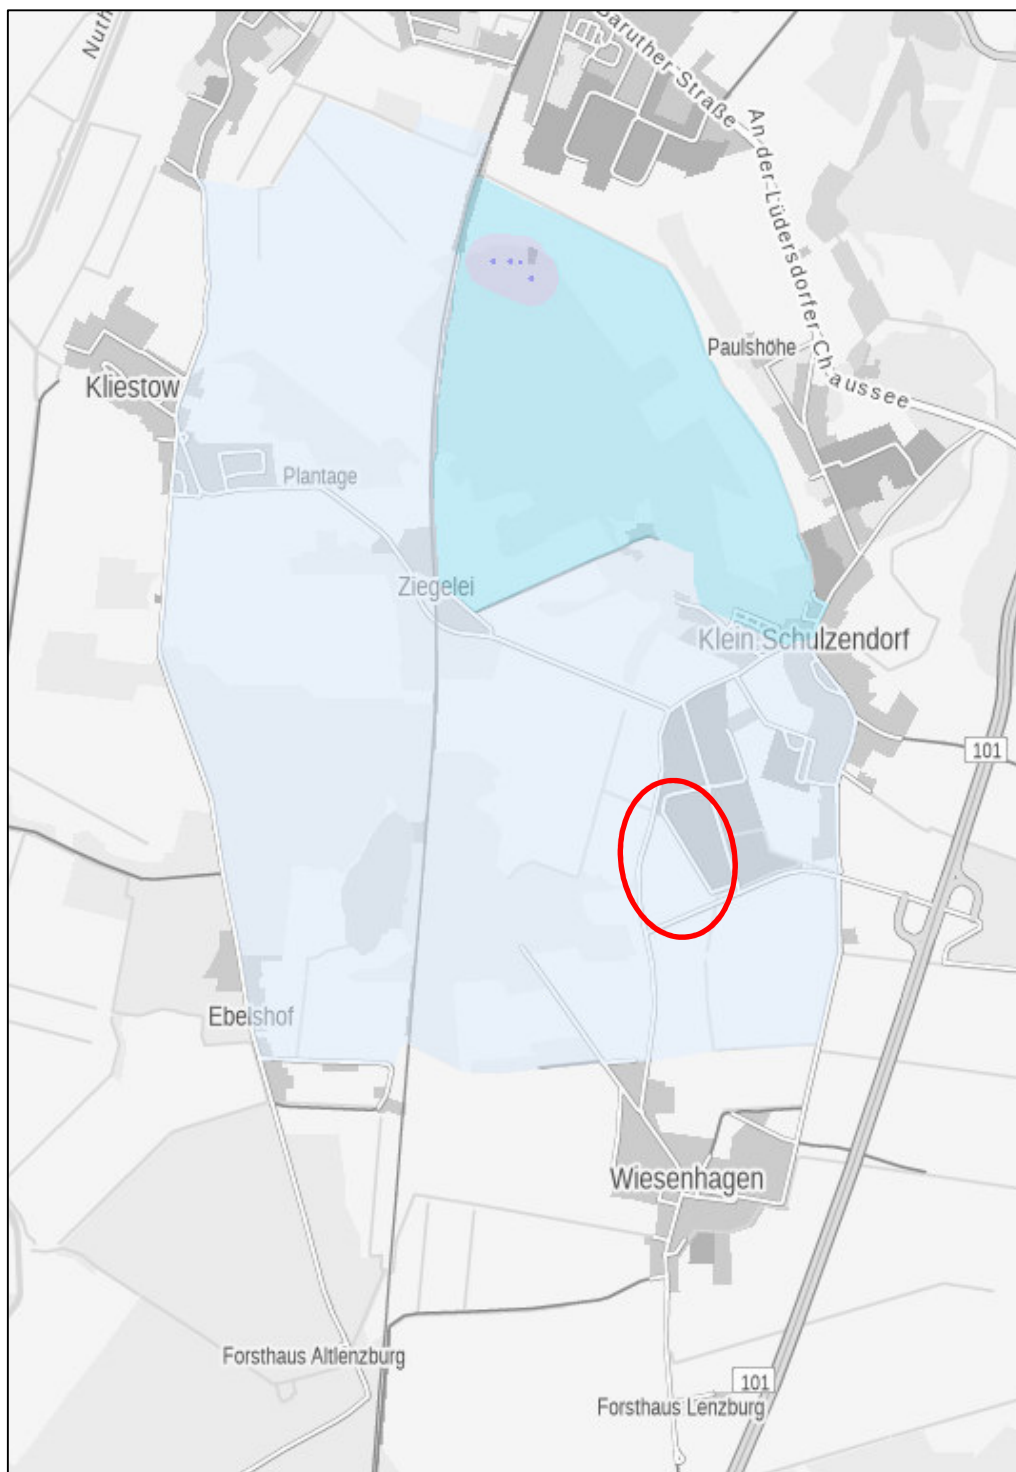 Nuth
Baruther Straße
An der Lüdersdorfer Chaussee
Paulshöhe
Kliestow
Plantage
Ziegelei
Klein Schulzendorf
101
Ebelshof
Wiesenhagen
Forsthaus Altlenzburg
101
Forsthaus Lenzburg